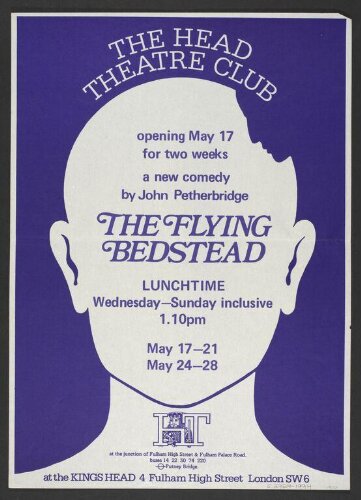 THE HEAD
THEATRE CLUB
opening May 17
for two weeks
a new comedy
by John Petherbridge
THE FLYING
BEDSTEAD
LUNCHTIME
Wednesday—Sunday inclusive
1.10pm
May 17—21
May 24—28
HT
at the junction of Fulham High Street & Fulham Palace Road.
buses 14 22 30 74 220
Putney Bridge
at the KINGS HEAD 4 Fulham High Street London SW6